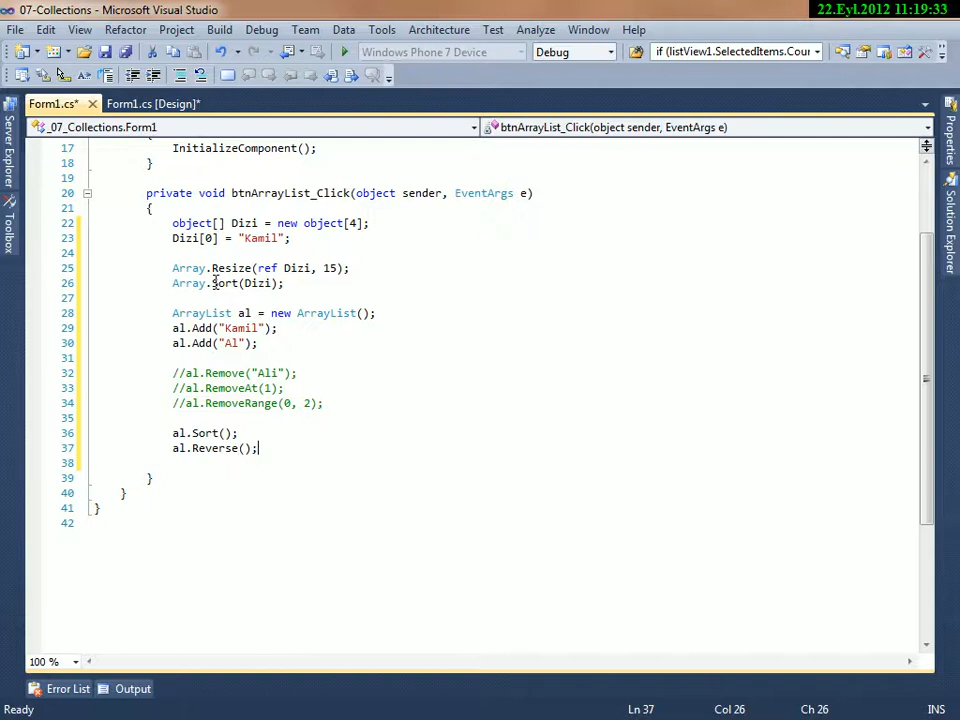 22.Eyl.2012 11:19:33
07-Collections - Microsoft Visual Studio
File Edit View Refactor Project Build Debug Team Data Tools Architecture Test Analyze Window Help
Windows Phone 7 Device Debug if (listView1.SelectedItems.Cour
Form1.cs* Form1.cs [Design]*
_07_Collections.Form1 btnArrayList_Click(object sender, EventArgs e)
17 InitializeComponent();
18 }
19
20 private void btnArrayList_Click(object sender, EventArgs e)
21 {
22 object[] Dizi = new object[4];
23 Dizi[0] = "Kamil";
24
25 Array.Resize(ref Dizi, 15);
26 Array.Sort(Dizi);
27
28 ArrayList al = new ArrayList();
29 al.Add("Kamil");
30 al.Add("Al");
31
32 //al.Remove("Ali");
33 //al.RemoveAt(1);
34 //al.RemoveRange(0, 2);
35
36 al.Sort();
37 al.Reverse();
38
39 }
40 }
41 }
42
Server Explorer
Toolbox
Properties
Solution Explorer
100 %
Error List Output
Ready Ln 37 Col 26 Ch 26 INS